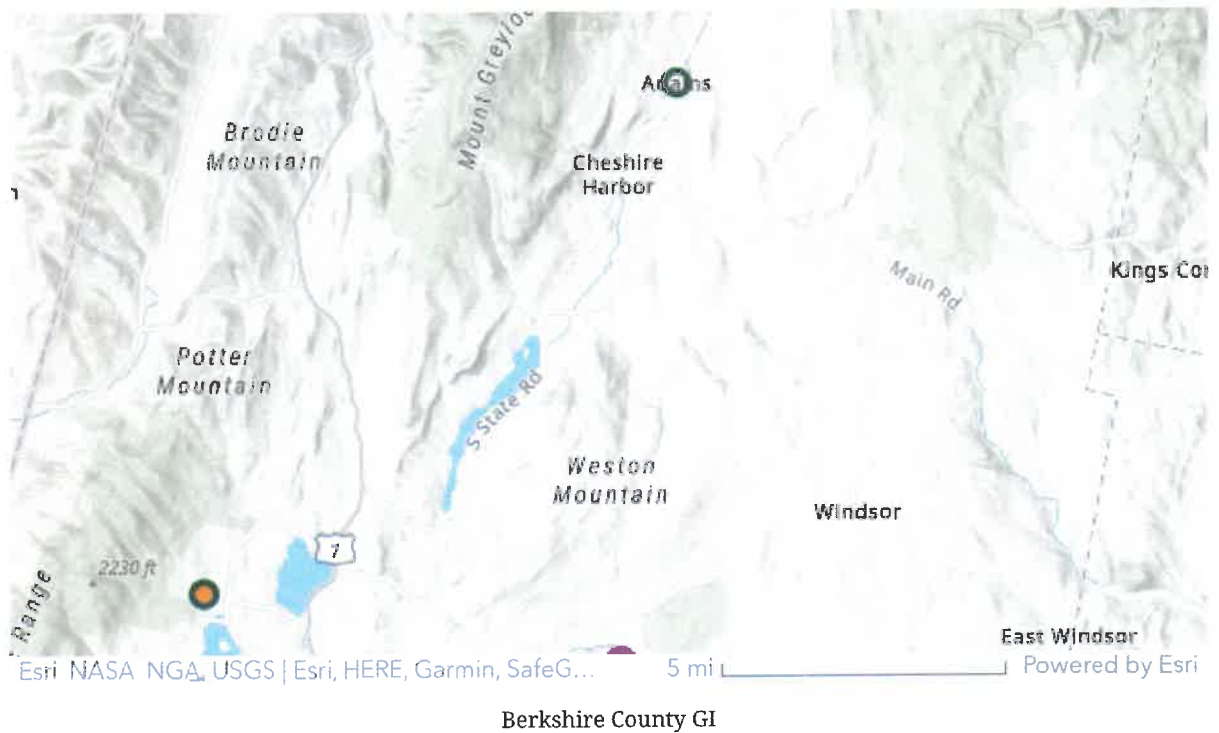 Mount Greyloc
Adams
Brodie
Mountain
Cheshire
Harbor
n
Main Rd
Kings Cor
Potter
Mountain
S State Rd
Weston
Mountain
Windsor
7
2230 ft
Range
East Windsor
Esri NASA NGA, USGS | Esri, HERE, Garmin, SafeG...
5 mi
Powered by Esri
Berkshire County GI